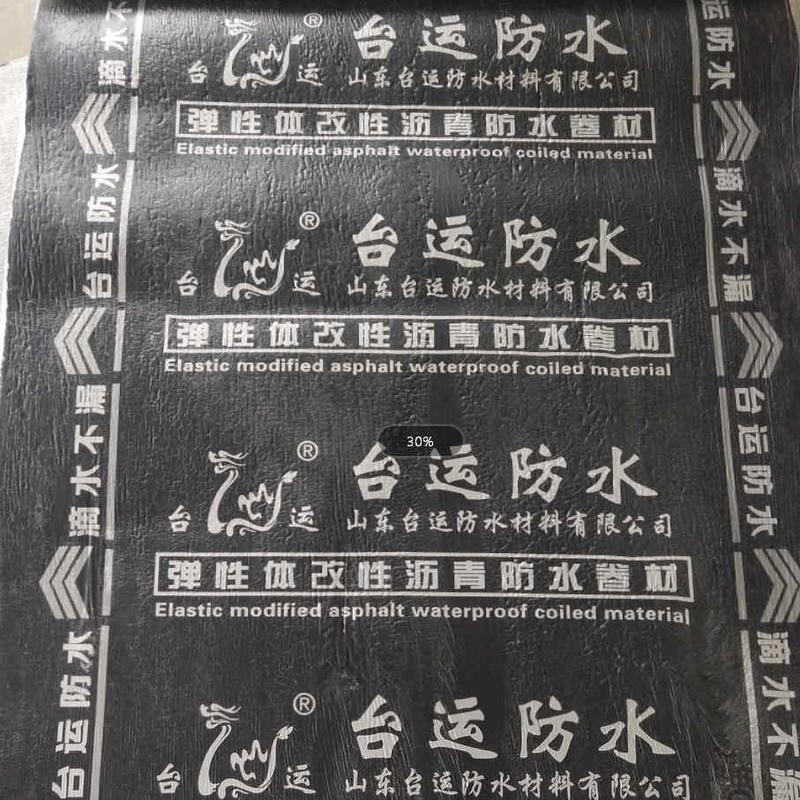 台运防水
®
台 运
山东台运防水材料有限公司
弹性体改性沥青防水卷材
Elastic modified asphalt waterproof coiled material
台运防水
®
台 运
山东台运防水材料有限公司
弹性体改性沥青防水卷材
Elastic modified asphalt waterproof coiled material
30%
台运防水
®
台 运
山东台运防水材料有限公司
弹性体改性沥青防水卷材
Elastic modified asphalt waterproof coiled material
台运防水
®
台 运
山东台运防水材料有限公司
滴水不
台运防水
滴水不漏
台运防水
运防水
滴水不漏
台运防水
滴水不漏